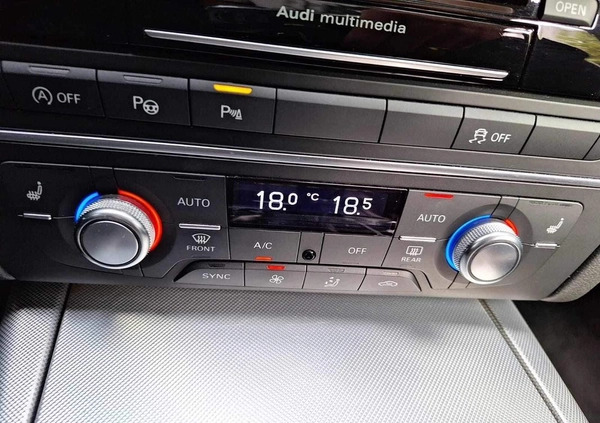 OPEN
Audi multimedia
A OFF
P
P
OFF
AUTO
18.0 °C 18.5
AUTO
FRONT
A/C
OFF
REAR
SYNC